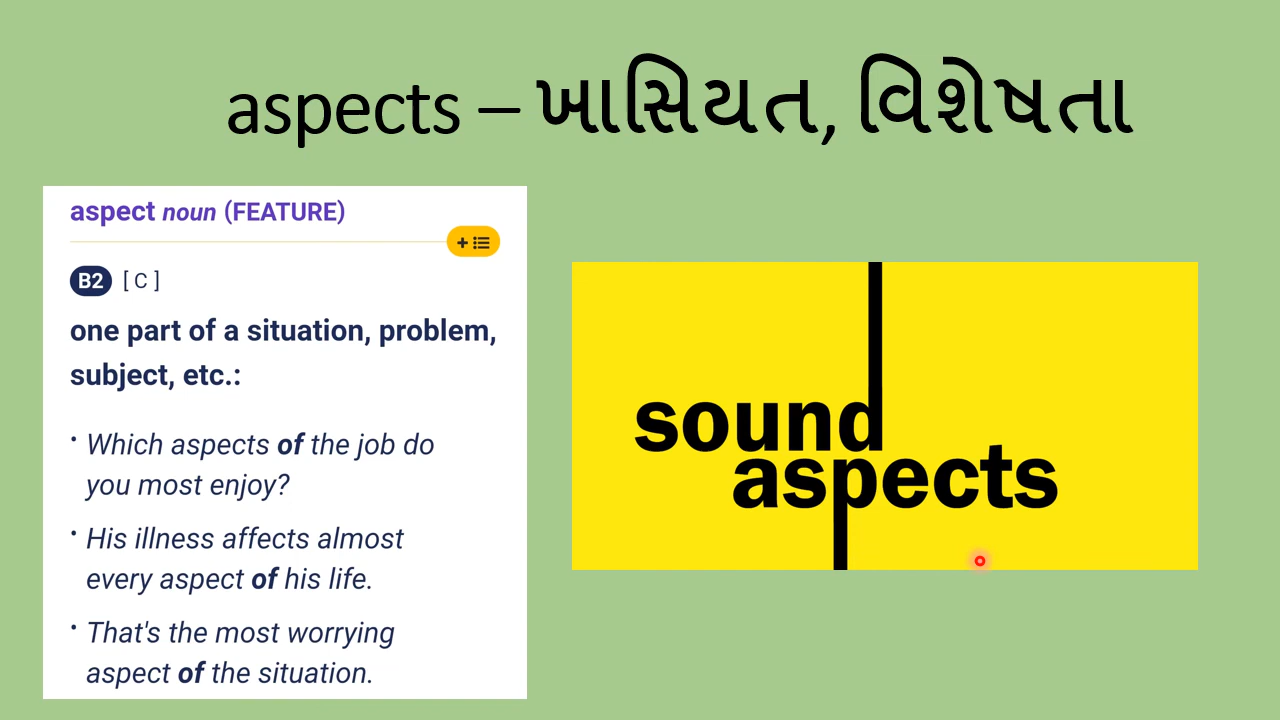 aspects – ખાસિયત, વિશેષતા
aspect noun (FEATURE)
B2 [ C ]
one part of a situation, problem,
subject, etc.:
• Which aspects of the job do
you most enjoy?
• His illness affects almost
every aspect of his life.
• That's the most worrying
aspect of the situation.
sound
aspects